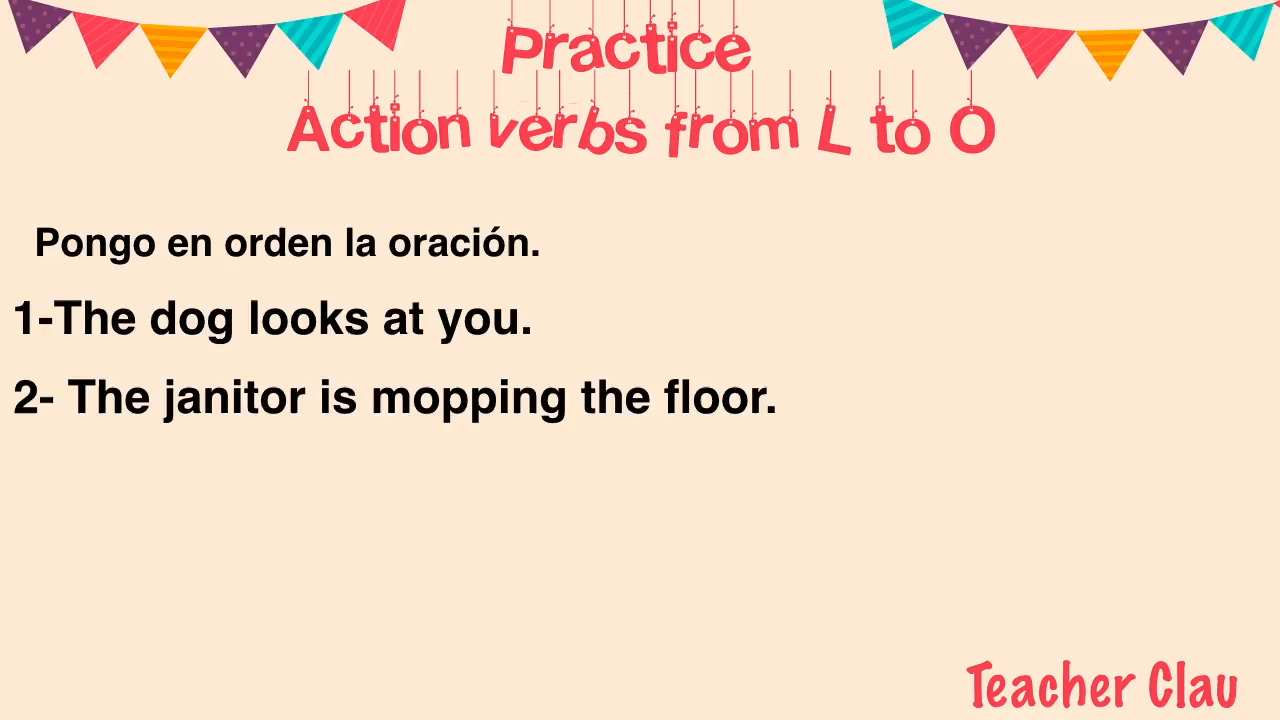 Practice
Action verbs from L to O
Pongo en orden la oración.
1-The dog looks at you.
2- The janitor is mopping the floor.
Teacher Clau